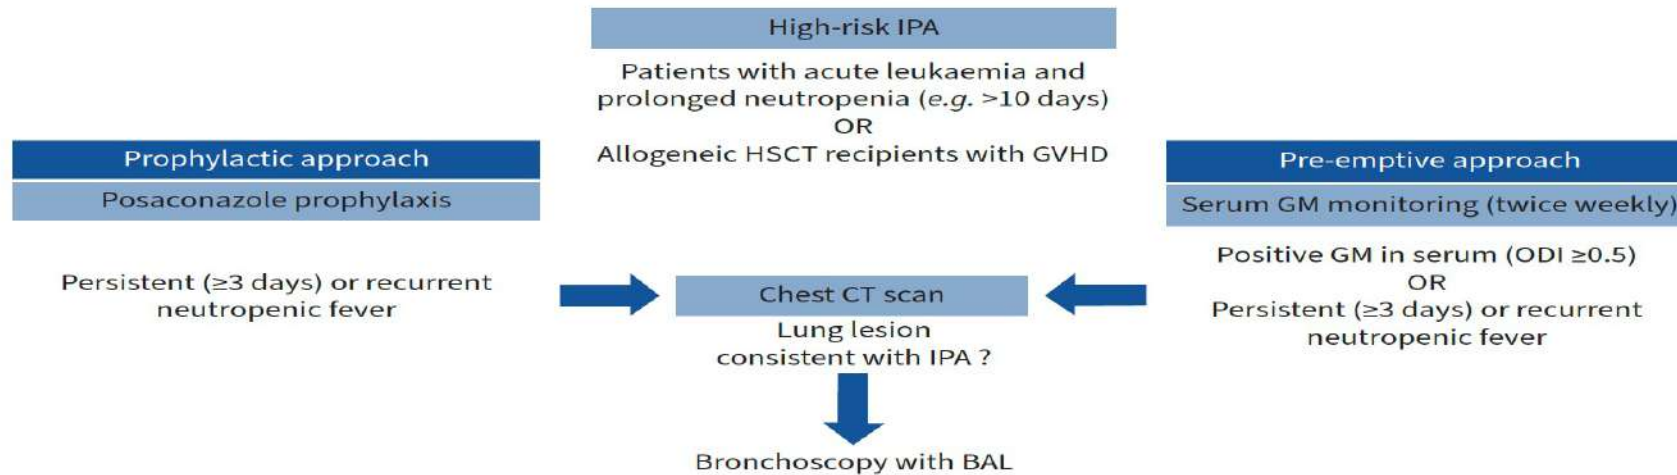 High-risk IPA
Patients with acute leukaemia and
prolonged neutropenia (e.g. >10 days)
OR
Allogeneic HSCT recipients with GVHD
Prophylactic approach
Posaconazole prophylaxis
Persistent (≥3 days) or recurrent
neutropenic fever
Pre-emptive approach
Serum GM monitoring (twice weekly)
Positive GM in serum (ODI ≥0.5)
OR
Persistent (≥3 days) or recurrent
neutropenic fever
Chest CT scan
Lung lesion
consistent with IPA ?
Bronchoscopy with BAL